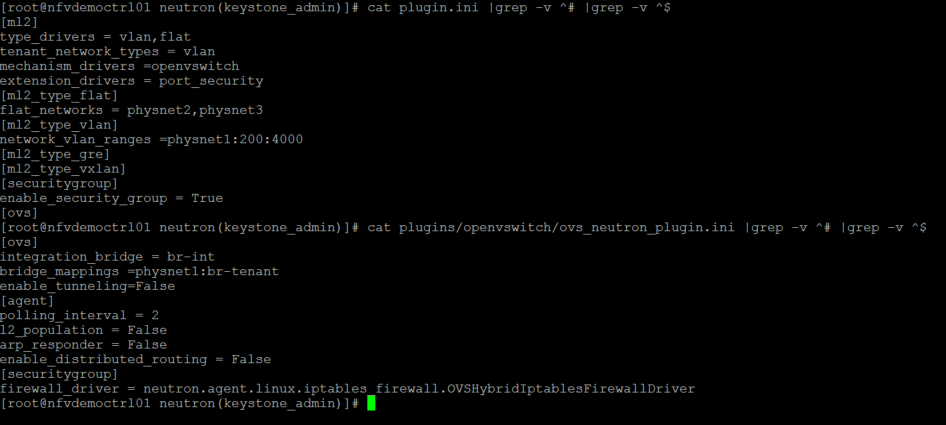 [root@nfvdemoctrl01 neutron(keystone_admin)]# cat plugin.ini |grep -v ^# |grep -v ^$
[ml2]
type_drivers = vlan,flat
tenant_network_types = vlan
mechanism_drivers =openvswitch
extension_drivers = port_security
[ml2_type_flat]
flat_networks = physnet2,physnet3
[ml2_type_vlan]
network_vlan_ranges =physnet1:200:4000
[ml2_type_gre]
[ml2_type_vxlan]
[securitygroup]
enable_security_group = True
[ovs]
[root@nfvdemoctrl01 neutron(keystone_admin)]# cat plugins/openvswitch/ovs_neutron_plugin.ini |grep -v ^# |grep -v ^$
[ovs]
integration_bridge = br-int
bridge_mappings =physnet1:br-tenant
enable_tunneling=False
[agent]
polling_interval = 2
l2_population = False
arp_responder = False
enable_distributed_routing = False
[securitygroup]
firewall_driver = neutron.agent.linux.iptables_firewall.OVSHybridIptablesFirewallDriver
[root@nfvdemoctrl01 neutron(keystone_admin)]#